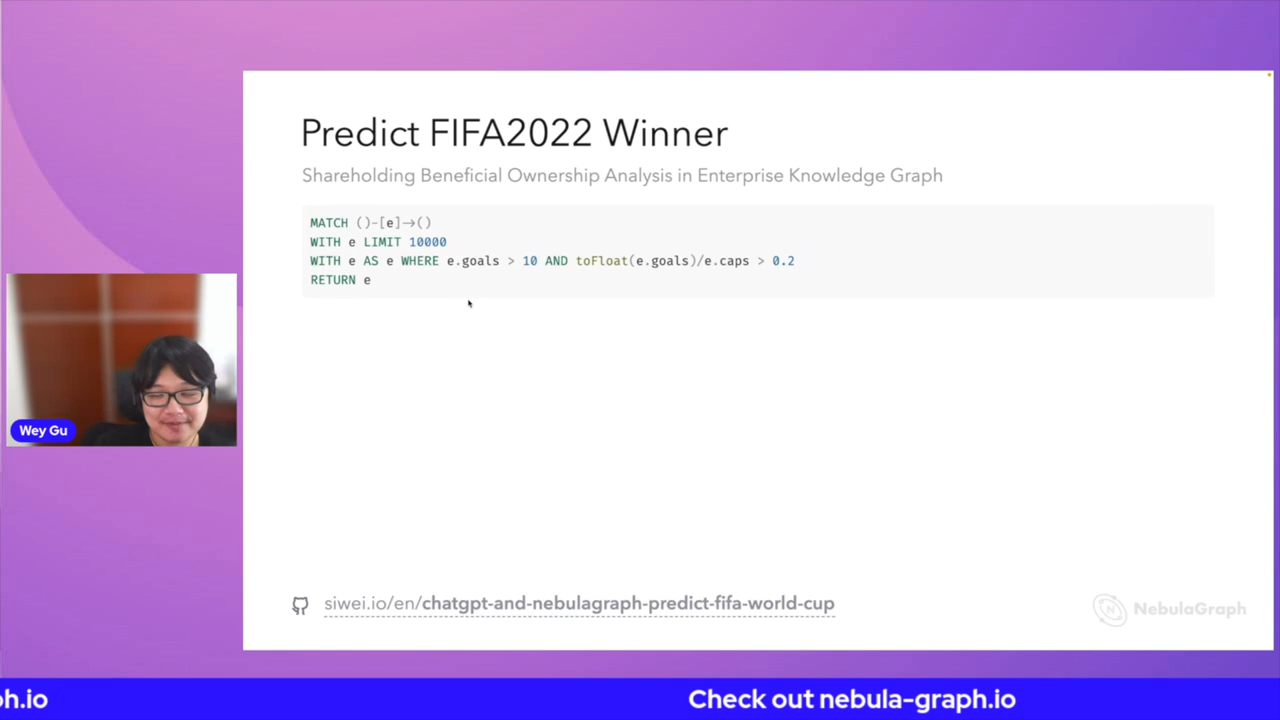 Predict FIFA2022 Winner
Shareholding Beneficial Ownership Analysis in Enterprise Knowledge Graph
MATCH ()-[e]->()
WITH e LIMIT 10000
WITH e AS e WHERE e.goals > 10 AND toFloat(e.goals)/e.caps > 0.2
RETURN e
Wey Gu
siwei.io/en/chatgpt-and-nebulagraph-predict-fifa-world-cup
N NebulaGraph
ph.io
Check out nebula-graph.io